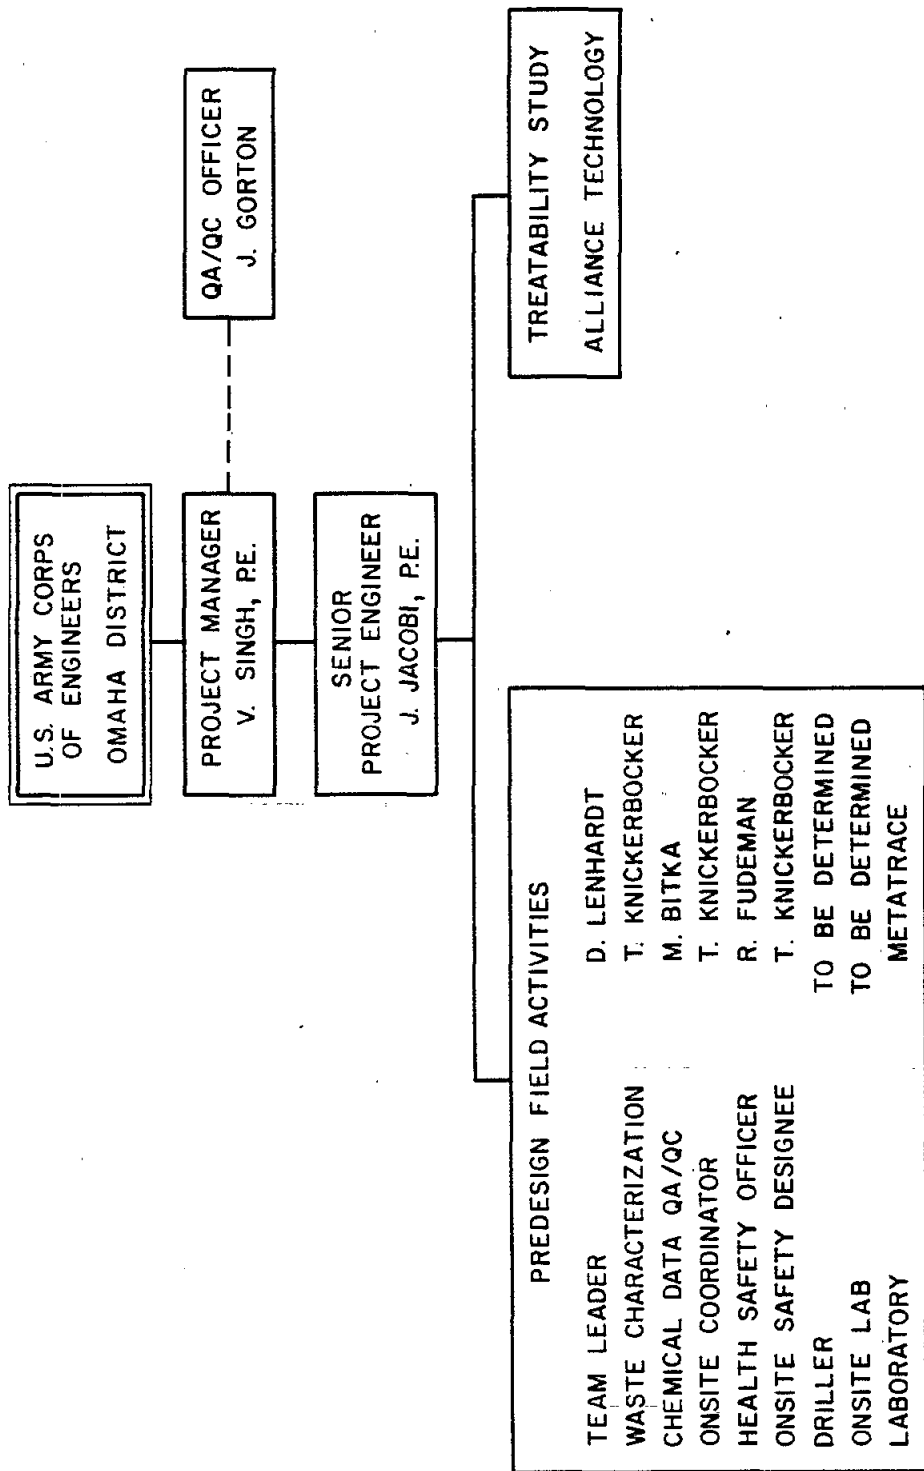 U.S. ARMY CORPS
OF ENGINEERS
OMAHA DISTRICT
PROJECT MANAGER
V. SINGH, P.E.
QA/QC OFFICER
J. GORTON
SENIOR
PROJECT ENGINEER
J. JACOBI, P.E.
PREDESIGN FIELD ACTIVITIES
TEAM LEADER D. LENHARDT
WASTE CHARACTERIZATION T. KNICKERBOCKER
CHEMICAL DATA QA/QC M. BITKA
ONSITE COORDINATOR T. KNICKERBOCKER
HEALTH SAFETY OFFICER R. FUDEMAN
ONSITE SAFETY DESIGNEE T. KNICKERBOCKER
DRILLER TO BE DETERMINED
ONSITE LAB TO BE DETERMINED
LABORATORY METATRACE
TREATABILITY STUDY
ALLIANCE TECHNOLOGY